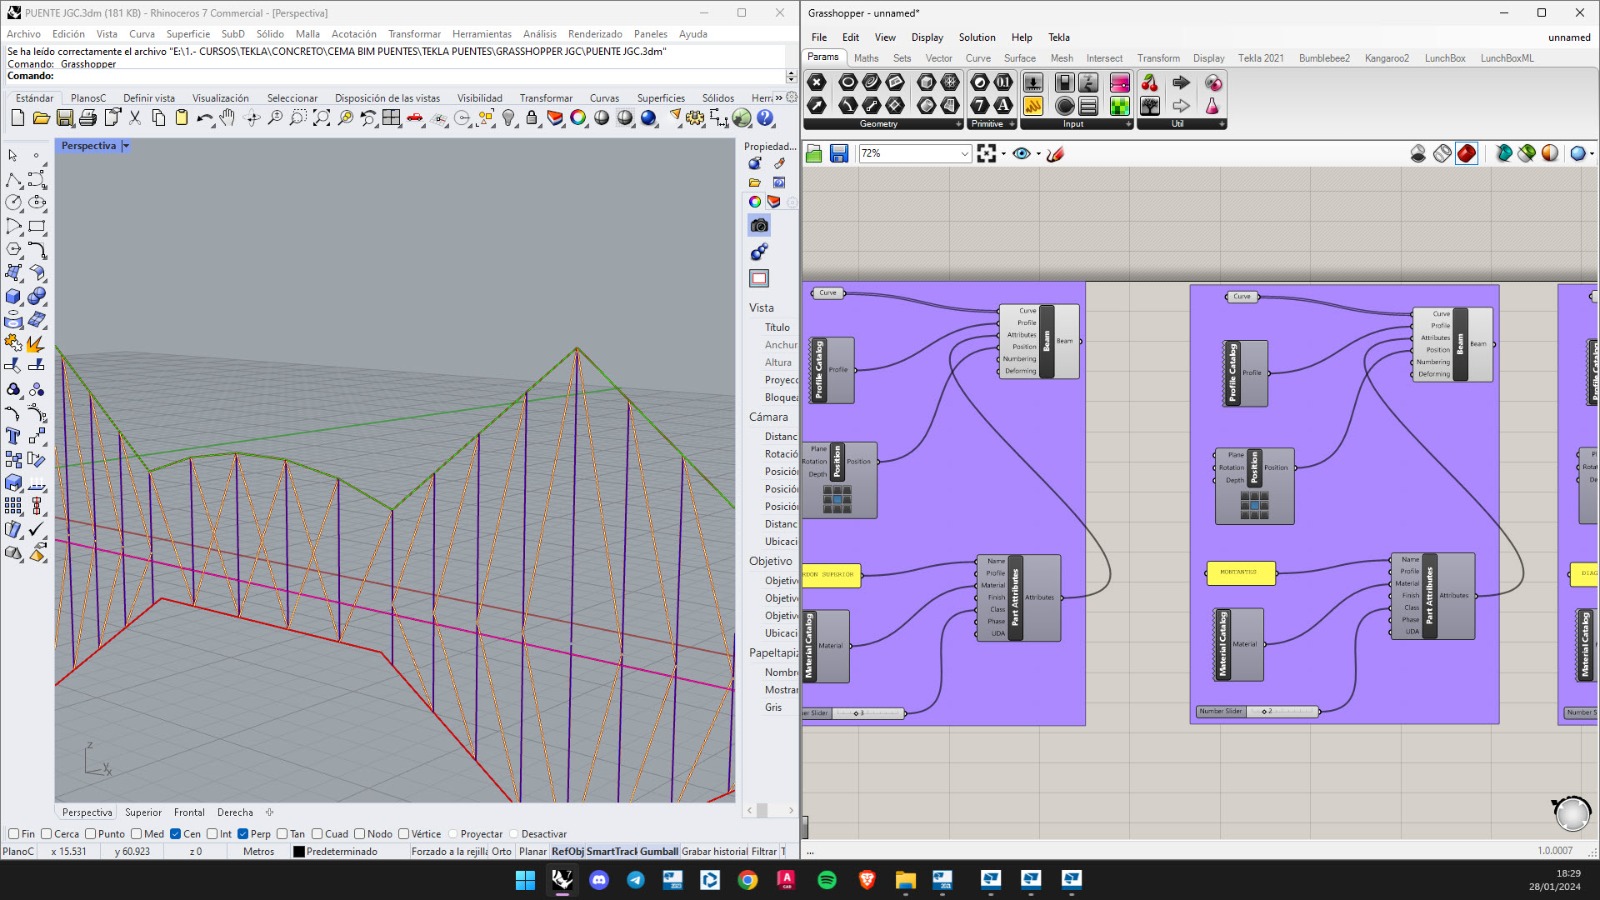 PUENTE JGC.3dm (181 KB) - Rhinoceros 7 Commercial - [Perspectiva]
Archivo Edición Vista Curva Superficie SubD Sólido Malla Acotación Transformar Herramientas Análisis Renderizado Paneles Ayuda
Se ha leído correctamente el archivo "E:\1.- CURSOS\TEKLA\CONCRETO\CEMA BIM PUENTES\TEKLA PUENTES\GRASSHOPPER JGC\PUENTE JGC.3dm"
Comando: Grasshopper
Comando:
Estándar PlanosC Definir vista Visualización Seleccionar Disposición de las vistas Visibilidad Transformar Curvas Superficies Sólidos Herr
Perspectiva
Propiedad...
Vista
Título
Anchur
Altura
Proyec
Bloquea
Cámara
Distanc
Rotació
Posició
Posició
Posició
Distanc
Ubicaci
Objetivo
Objetiv
Objetiv
Objetiv
Ubicaci
Papeltapiz
Nombre
Mostrar
Gris
z
y
x
Perspectiva Superior Frontal Derecha
Fin Cerca Punto Med Cen Int Perp Tan Cuad Nodo Vértice Proyectar Desactivar
PlanoC x 15.531 y 60.923 z 0 Metros Predeterminado Forzado a la rejilla Orto Planar RefObj SmartTrack Gumball Grabar historial Filtrar T
Grasshopper - unnamed*
File Edit View Display Solution Help Tekla unnamed
Params Maths Sets Vector Curve Surface Mesh Intersect Transform Display Tekla 2021 Bumblebee2 Kangaroo2 LunchBox LunchBoxML
Geometry Primitive Input Util
72%
Curve
Curve
Profile
Attributes
Position
Numbering
Deforming
Beam
Beam
Profile Catalog
Profile
Plane
Rotation
Depth
Position
Position
RDON SUPERIOR
Name
Profile
Material
Finish
Class
Phase
UDA
Part Attributes
Attributes
Material Catalog
Material
ber Slider 3
Curve
Curve
Profile
Attributes
Position
Numbering
Deforming
Beam
Beam
Profile Catalog
Profile
Plane
Rotation
Depth
Position
Position
MONTANTES
Name
Profile
Material
Finish
Class
Phase
UDA
Part Attributes
Attributes
Material Catalog
Material
Number Slider 2
DIAG
Material Catalog
Number S
... 1.0.0007
18:29
28/01/2024